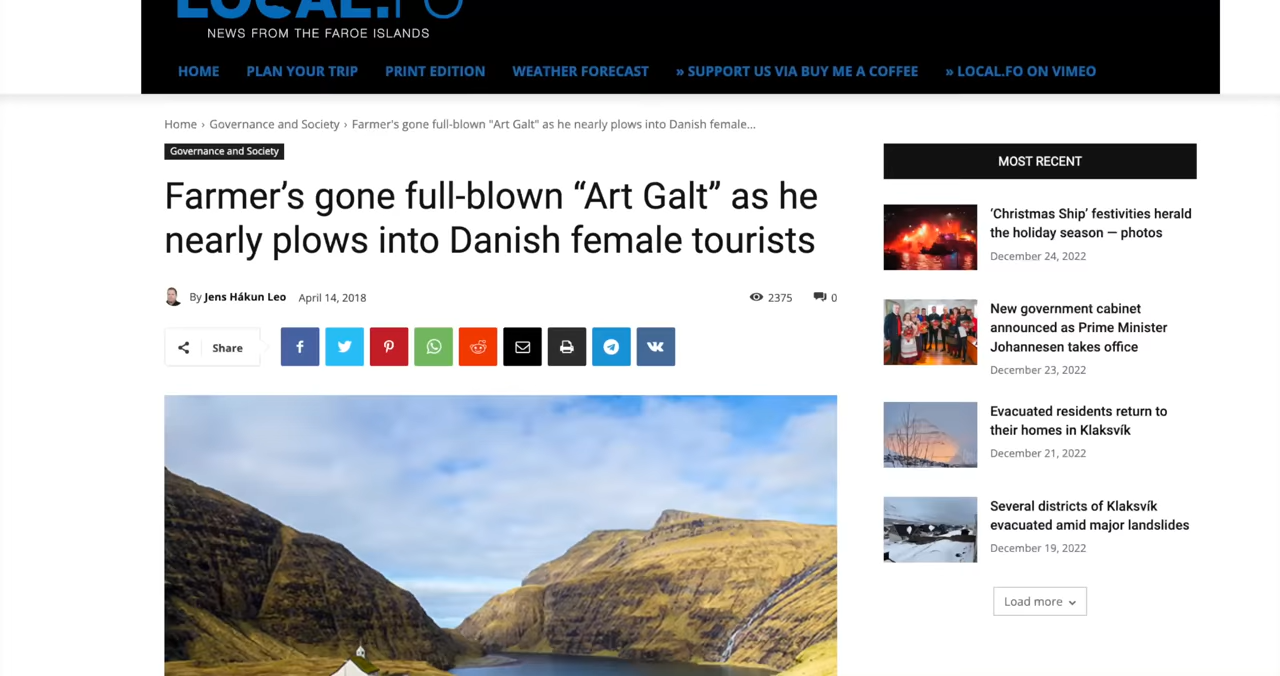 LOCAL.FO
NEWS FROM THE FAROE ISLANDS
HOME PLAN YOUR TRIP PRINT EDITION WEATHER FORECAST » SUPPORT US VIA BUY ME A COFFEE » LOCAL.FO ON VIMEO
Home › Governance and Society › Farmer's gone full-blown "Art Galt" as he nearly plows into Danish female...
Governance and Society
Farmer’s gone full-blown “Art Galt” as he
nearly plows into Danish female tourists
By Jens Hákun Leo April 14, 2018 2375 0
Share
MOST RECENT
‘Christmas Ship’ festivities herald
the holiday season — photos
December 24, 2022
New government cabinet
announced as Prime Minister
Johannesen takes office
December 23, 2022
Evacuated residents return to
their homes in Klaksvík
December 21, 2022
Several districts of Klaksvík
evacuated amid major landslides
December 19, 2022
Load more